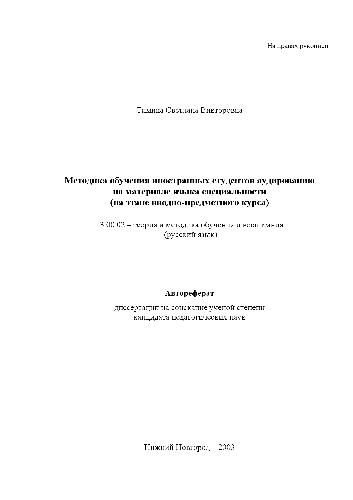 На правах рукописи
Светлана Викторовна
Методика обучения иностранных студентов аудированию
на материале языка специальности
(на этапе вводно-предметного курса)
13.00.02 – теория и методика обучения и воспитания
(русский язык)
Автореферат
диссертации на соискание ученой степени
кандидата педагогических наук
Нижний Новгород – 2003